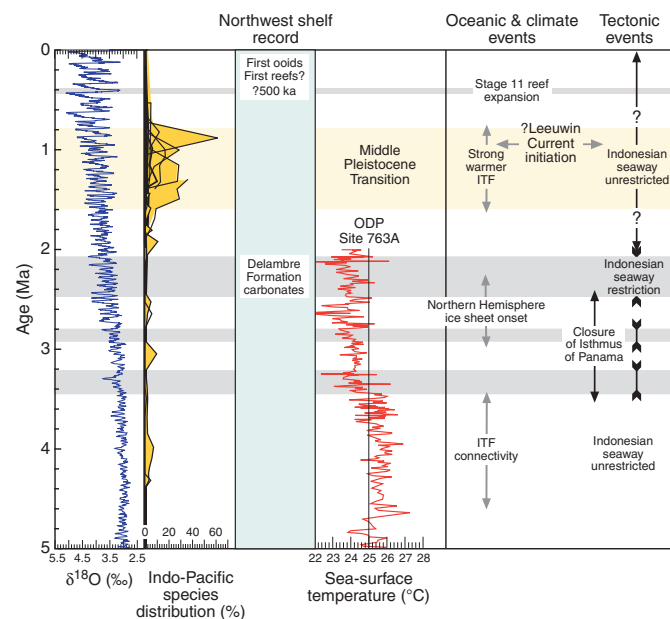 Northwest shelf
record
Oceanic & climate
events
Tectonic
events
0
1
2
3
4
5
Age (Ma)
First ooids
First reefs?
?500 ka
Stage 11 reef
expansion
?
?Leeuwin
Current
initiation
Middle
Pleistocene
Transition
Strong
warmer
ITF
Indonesian
seaway
unrestricted
?
ODP
Site 763A
Delambre
Formation
carbonates
Indonesian
seaway
restriction
Northern Hemisphere
ice sheet onset
Closure
of Isthmus
of Panama
ITF
connectivity
Indonesian
seaway
unrestricted
0 20 40 60
5.5 4.5 3.5 2.5
22 23 24 25 26 27 28
δ18O (‰)
Indo-Pacific
species
distribution (%)
Sea-surface
temperature (°C)